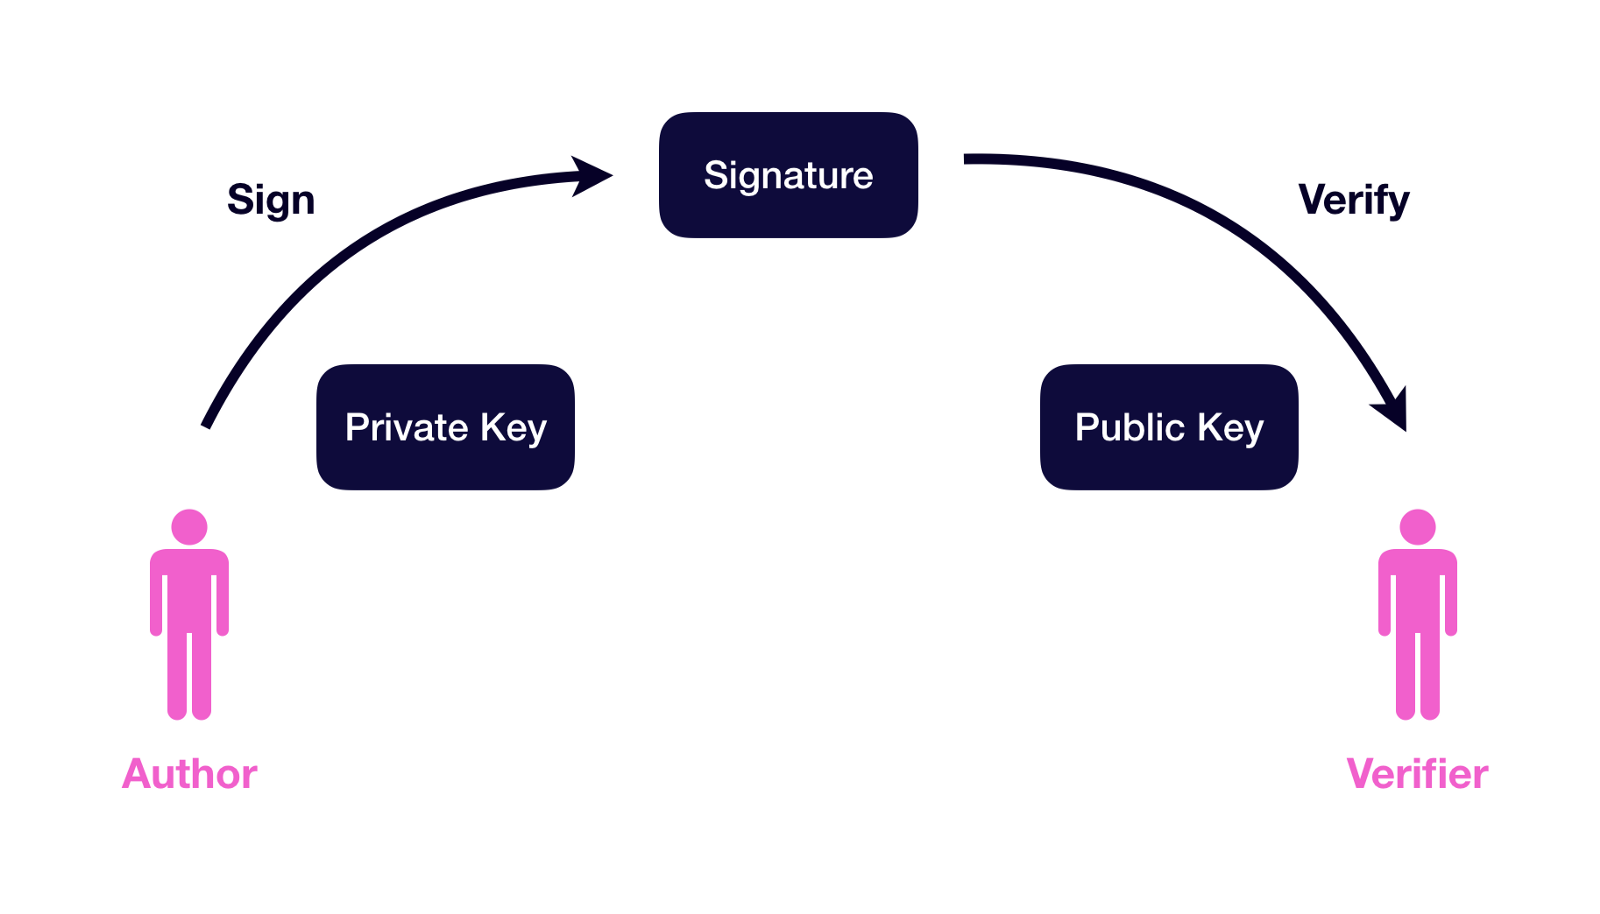 Signature
Sign
Verify
Private Key
Public Key
Author
Verifier